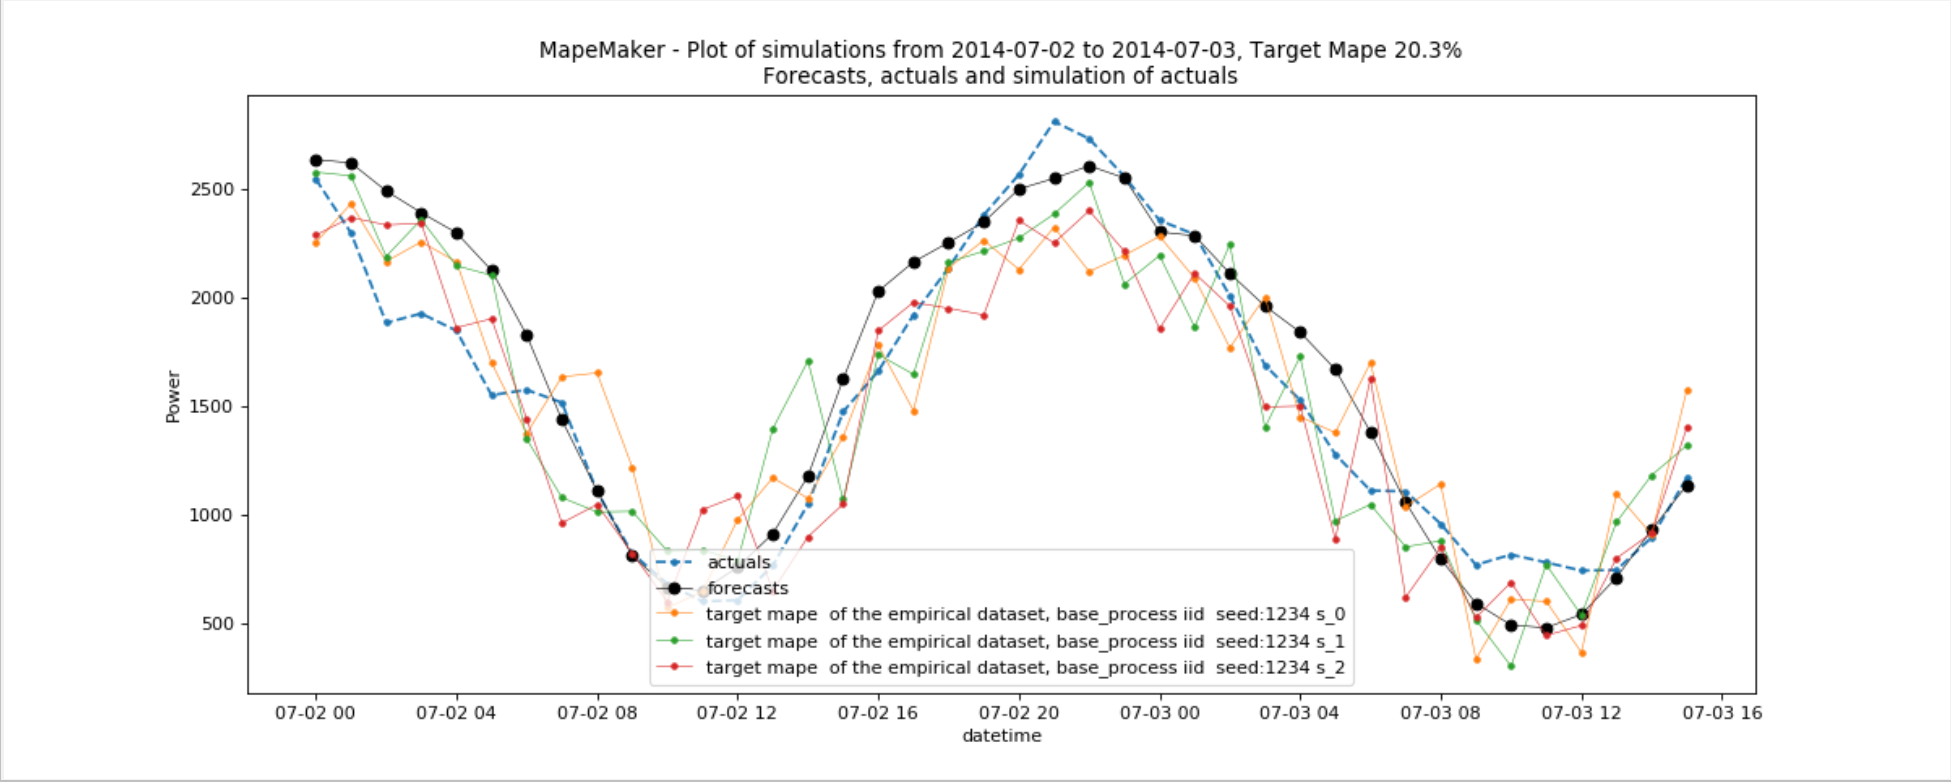 MapeMaker - Plot of simulations from 2014-07-02 to 2014-07-03, Target Mape 20.3%
Forecasts, actuals and simulation of actuals
Power
2500
2000
1500
1000
500
actuals
forecasts
target mape  of the empirical dataset, base_process iid  seed:1234 s_0
target mape  of the empirical dataset, base_process iid  seed:1234 s_1
target mape  of the empirical dataset, base_process iid  seed:1234 s_2
07-02 00 07-02 04 07-02 08 07-02 12 07-02 16 07-02 20 07-03 00 07-03 04 07-03 08 07-03 12 07-03 16
datetime